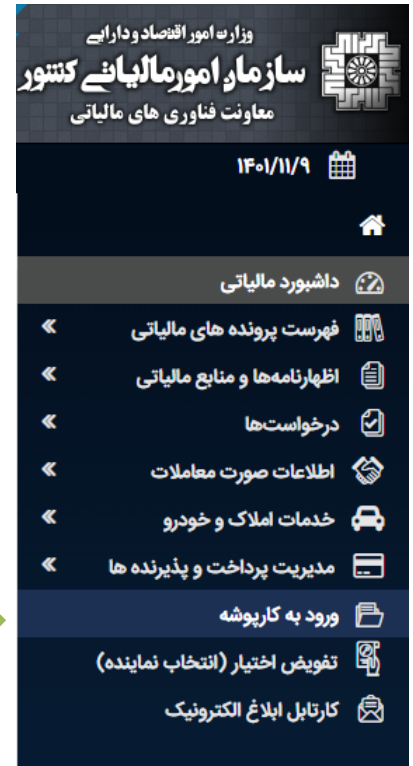 وزارت امور اقتصاد و دارایی
سازمان امور مالیاتی کشور
معاونت فناوری های مالیاتی
۱۴۰۱/۱۱/۹
داشبورد مالیاتی
فهرست پرونده های مالیاتی
اظهارنامه‌ها و منابع مالیاتی
درخواست‌ها
اطلاعات صورت معاملات
خدمات املاک و خودرو
مدیریت پرداخت و پذیرنده ها
ورود به کارپوشه
تفویض اختیار (انتخاب نماینده)
کارتابل ابلاغ الکترونیک